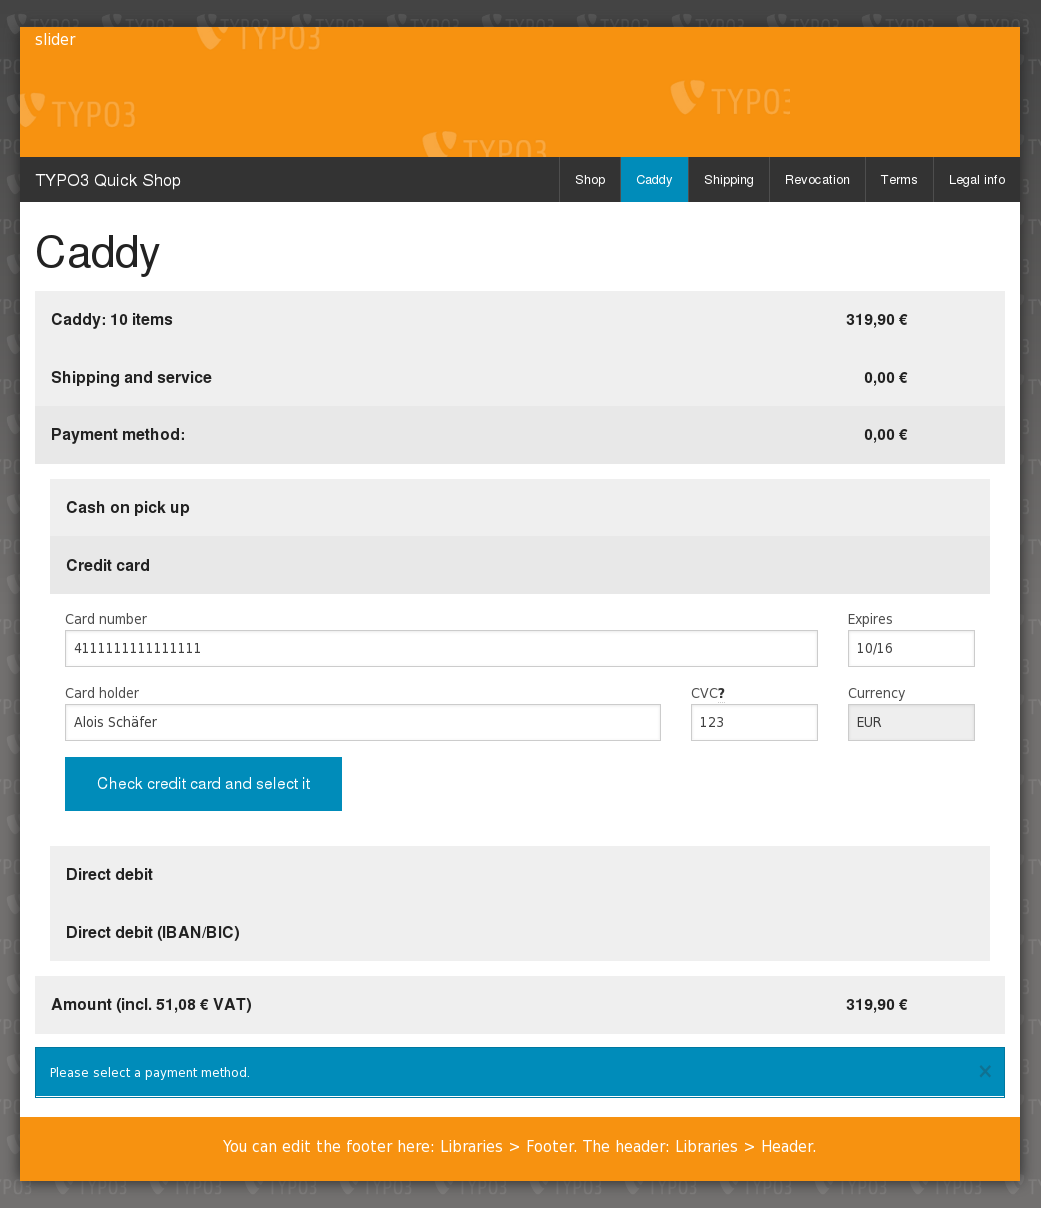 slider
TYPO3
TYPO3
TYPO3
TYPO3
TYPO3 Quick Shop
Shop
Caddy
Shipping
Revocation
Terms
Legal info
Caddy
Caddy: 10 items 319,90 €
Shipping and service 0,00 €
Payment method: 0,00 €
Cash on pick up
Credit card
Card number Expires
4111111111111111 10/16
Card holder CVC? Currency
Alois Schäfer 123 EUR
Check credit card and select it
Direct debit
Direct debit (IBAN/BIC)
Amount (incl. 51,08 € VAT) 319,90 €
Please select a payment method. ×
You can edit the footer here: Libraries > Footer. The header: Libraries > Header.